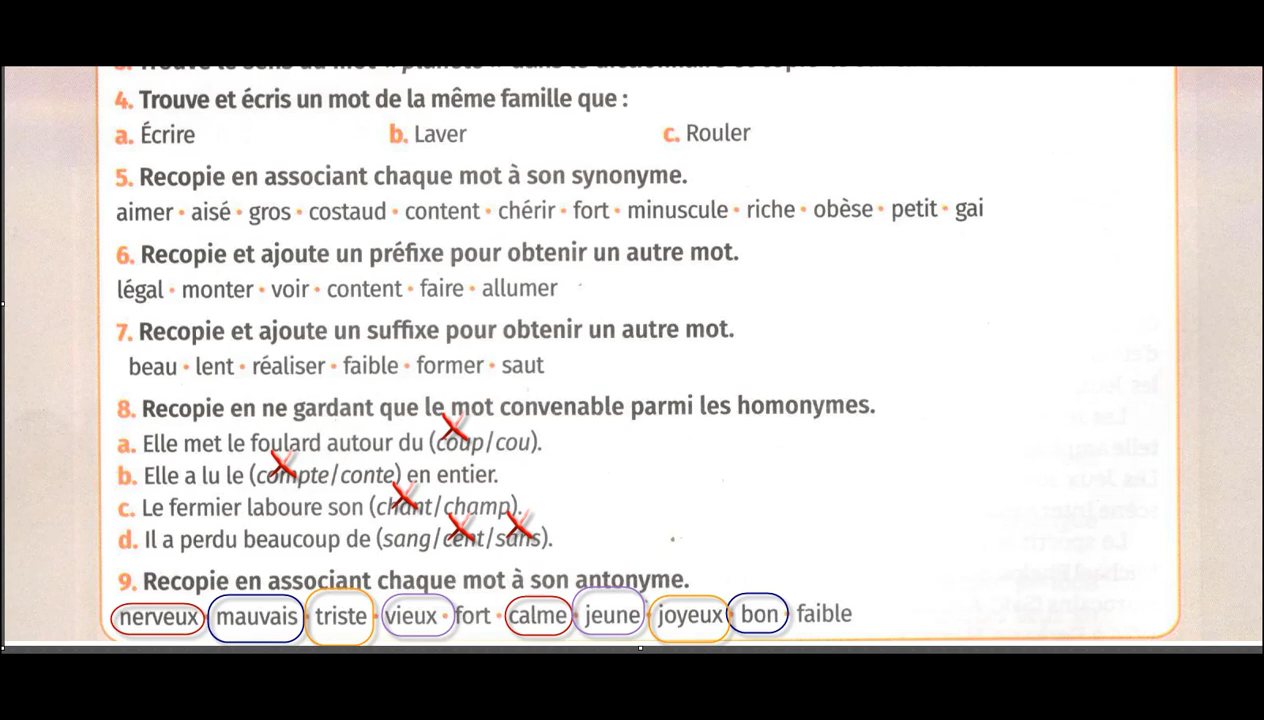 4. Trouve et écris un mot de la même famille que :
a. Écrire b. Laver c. Rouler
5. Recopie en associant chaque mot à son synonyme.
aimer • aisé • gros • costaud • content • chérir • fort • minuscule • riche • obèse • petit • gai
6. Recopie et ajoute un préfixe pour obtenir un autre mot.
légal • monter • voir • content • faire • allumer
7. Recopie et ajoute un suffixe pour obtenir un autre mot.
beau • lent • réaliser • faible • former • saut
8. Recopie en ne gardant que le mot convenable parmi les homonymes.
a. Elle met le foulard autour du (coup/cou).
b. Elle a lu le (compte/conte) en entier.
c. Le fermier laboure son (chant/champ).
d. Il a perdu beaucoup de (sang/cent/sans).
9. Recopie en associant chaque mot à son antonyme.
nerveux • mauvais • triste • vieux • fort • calme • jeune • joyeux • bon • faible